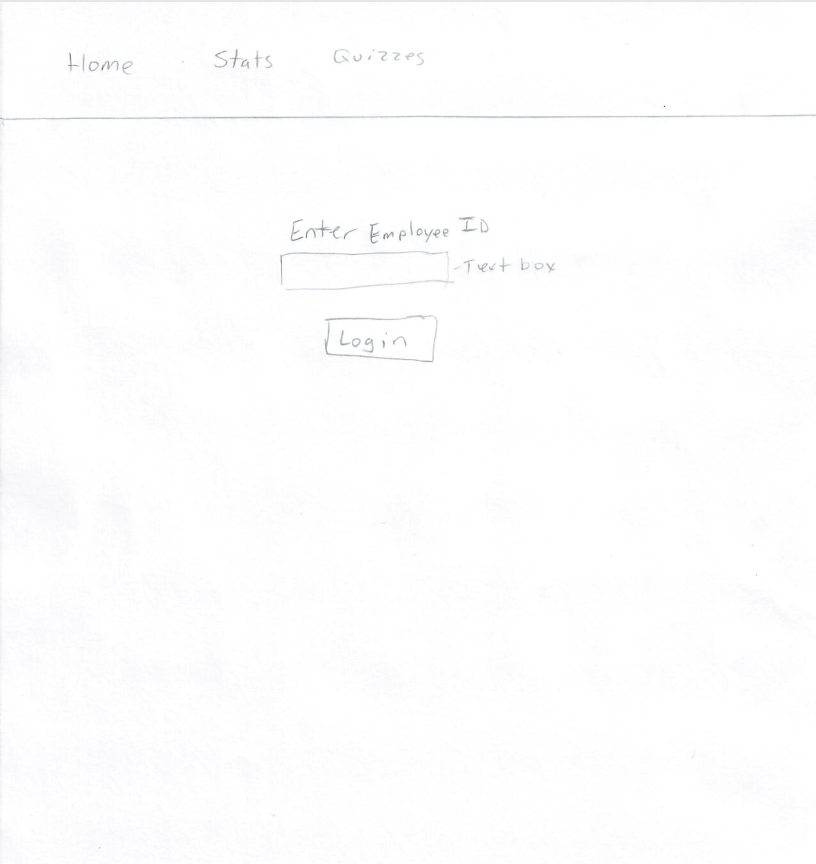 Home Stats Quizzes
Enter Employee ID
-Text box
Login